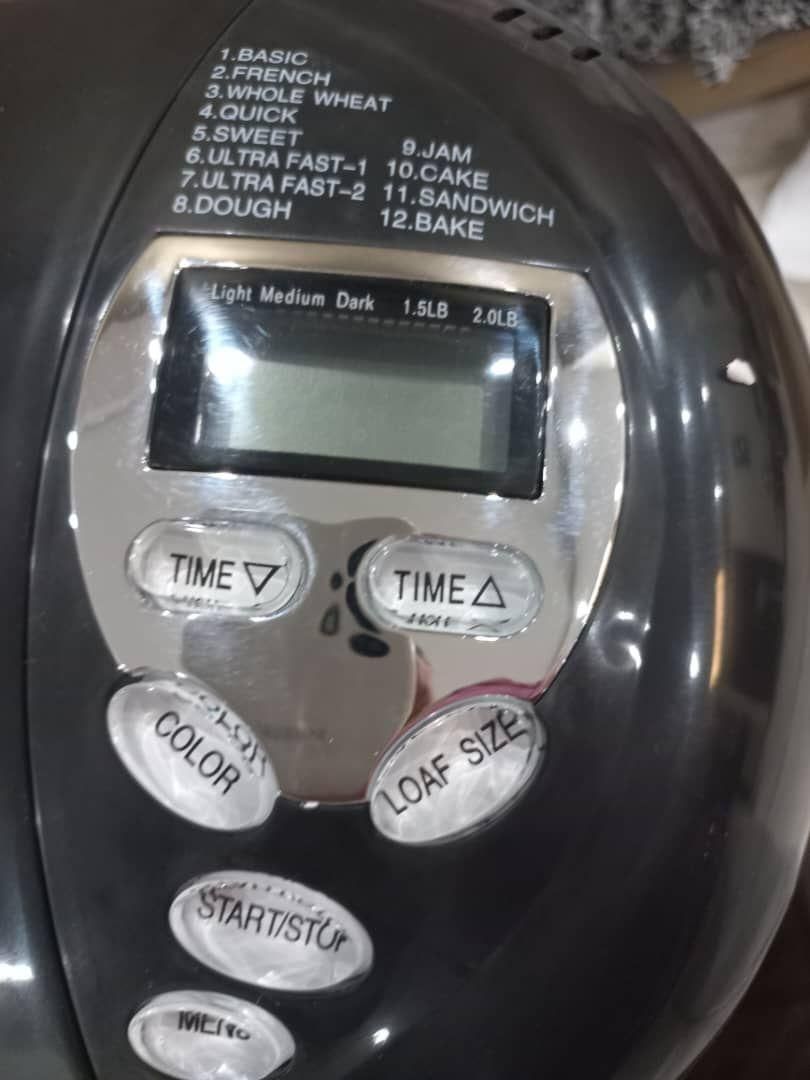 1.BASIC
2.FRENCH
3.WHOLE WHEAT
4.QUICK
5.SWEET
6.ULTRA FAST-1
7.ULTRA FAST-2
8.DOUGH
9.JAM
10.CAKE
11.SANDWICH
12.BAKE
Light Medium Dark 1.5LB 2.0LB
TIME ▽
TIME △
COLOR
LOAF SIZE
START/STOP
MENU